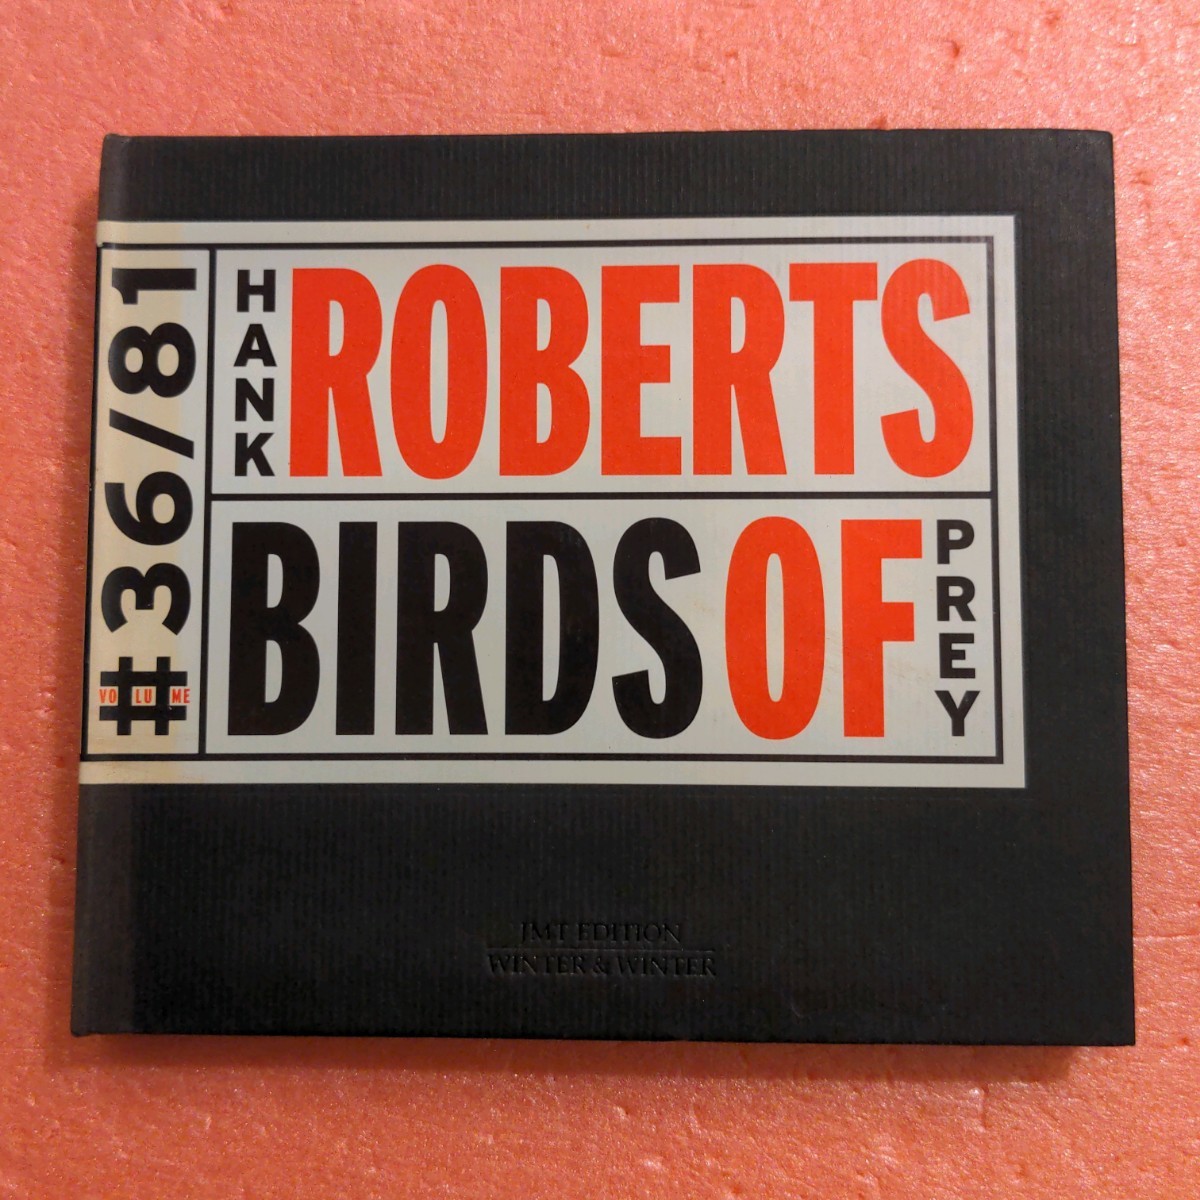 #36/81
VOLUME
HANK
ROBERTS
BIRDS OF
PREY
JMT EDITION
WINTER & WINTER